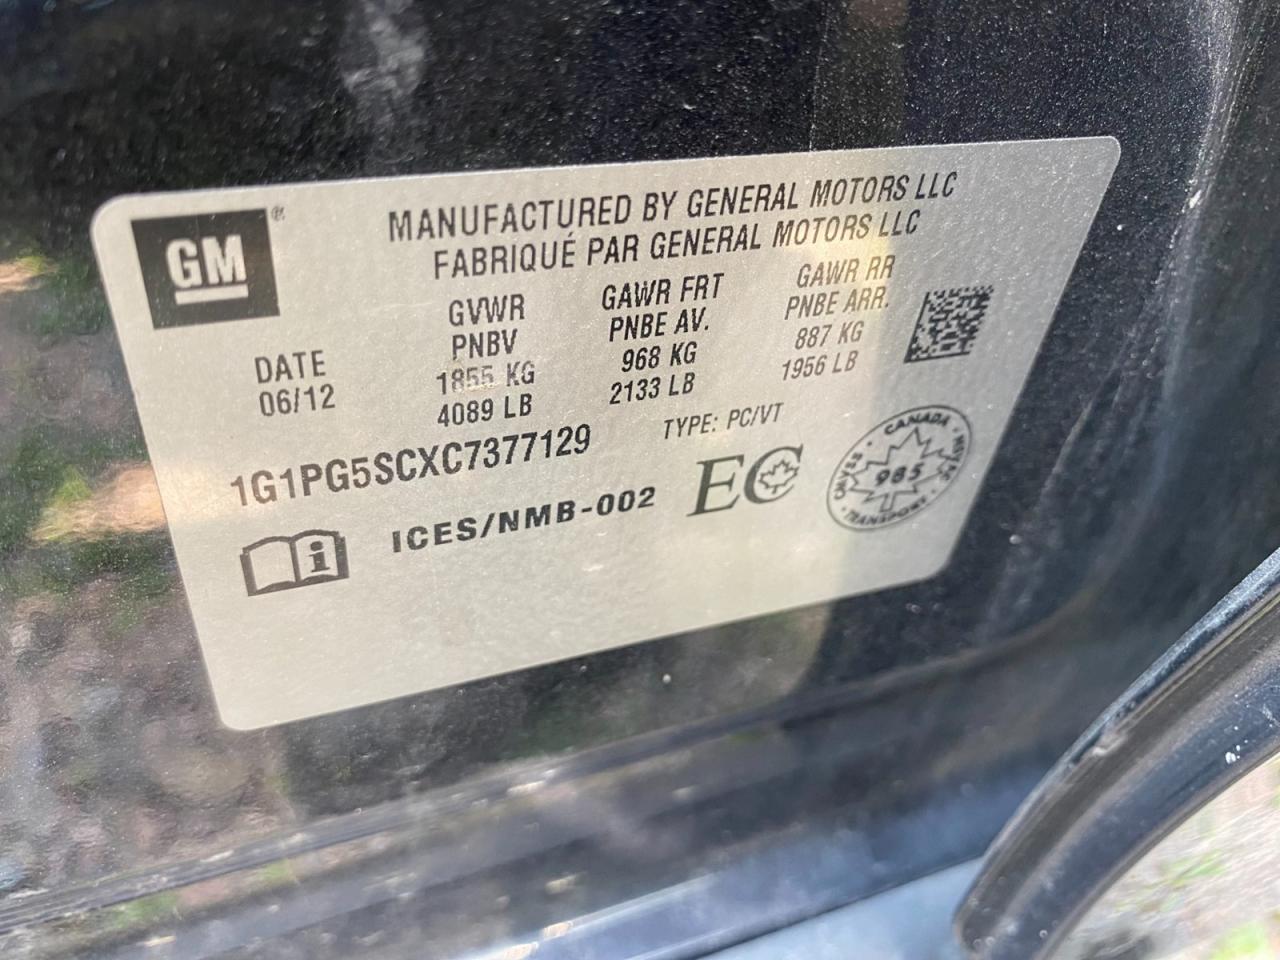 GM®
MANUFACTURED BY GENERAL MOTORS LLC
FABRIQUÉ PAR GENERAL MOTORS LLC
DATE
06/12
GVWR
PNBV
1855 KG
4089 LB
GAWR FRT
PNBE AV.
968 KG
2133 LB
GAWR RR
PNBE ARR.
887 KG
1956 LB
1G1PG5SCXC7377129
TYPE: PC/VT
i
ICES/NMB-002
EC
CANADA
985
CMVSS
TRANSPORT